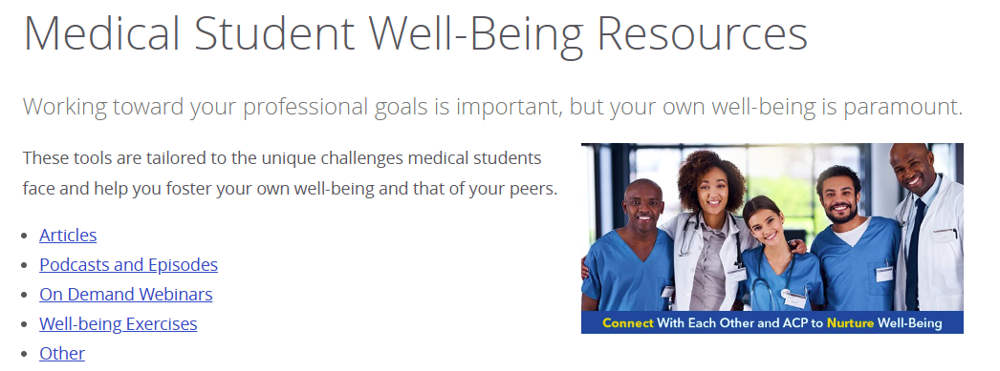 Medical Student Well-Being Resources
Working toward your professional goals is important, but your own well-being is paramount.
These tools are tailored to the unique challenges medical students
face and help you foster your own well-being and that of your peers.
Articles
Podcasts and Episodes
On Demand Webinars
Well-being Exercises
Other
Connect With Each Other and ACP to Nurture Well-Being